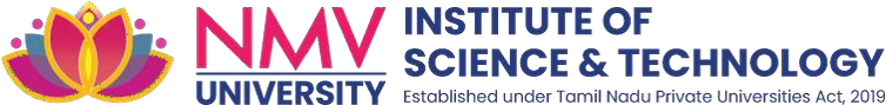 NMV
UNIVERSITY
INSTITUTE OF
SCIENCE & TECHNOLOGY
Established under Tamil Nadu Private Universities Act, 2019